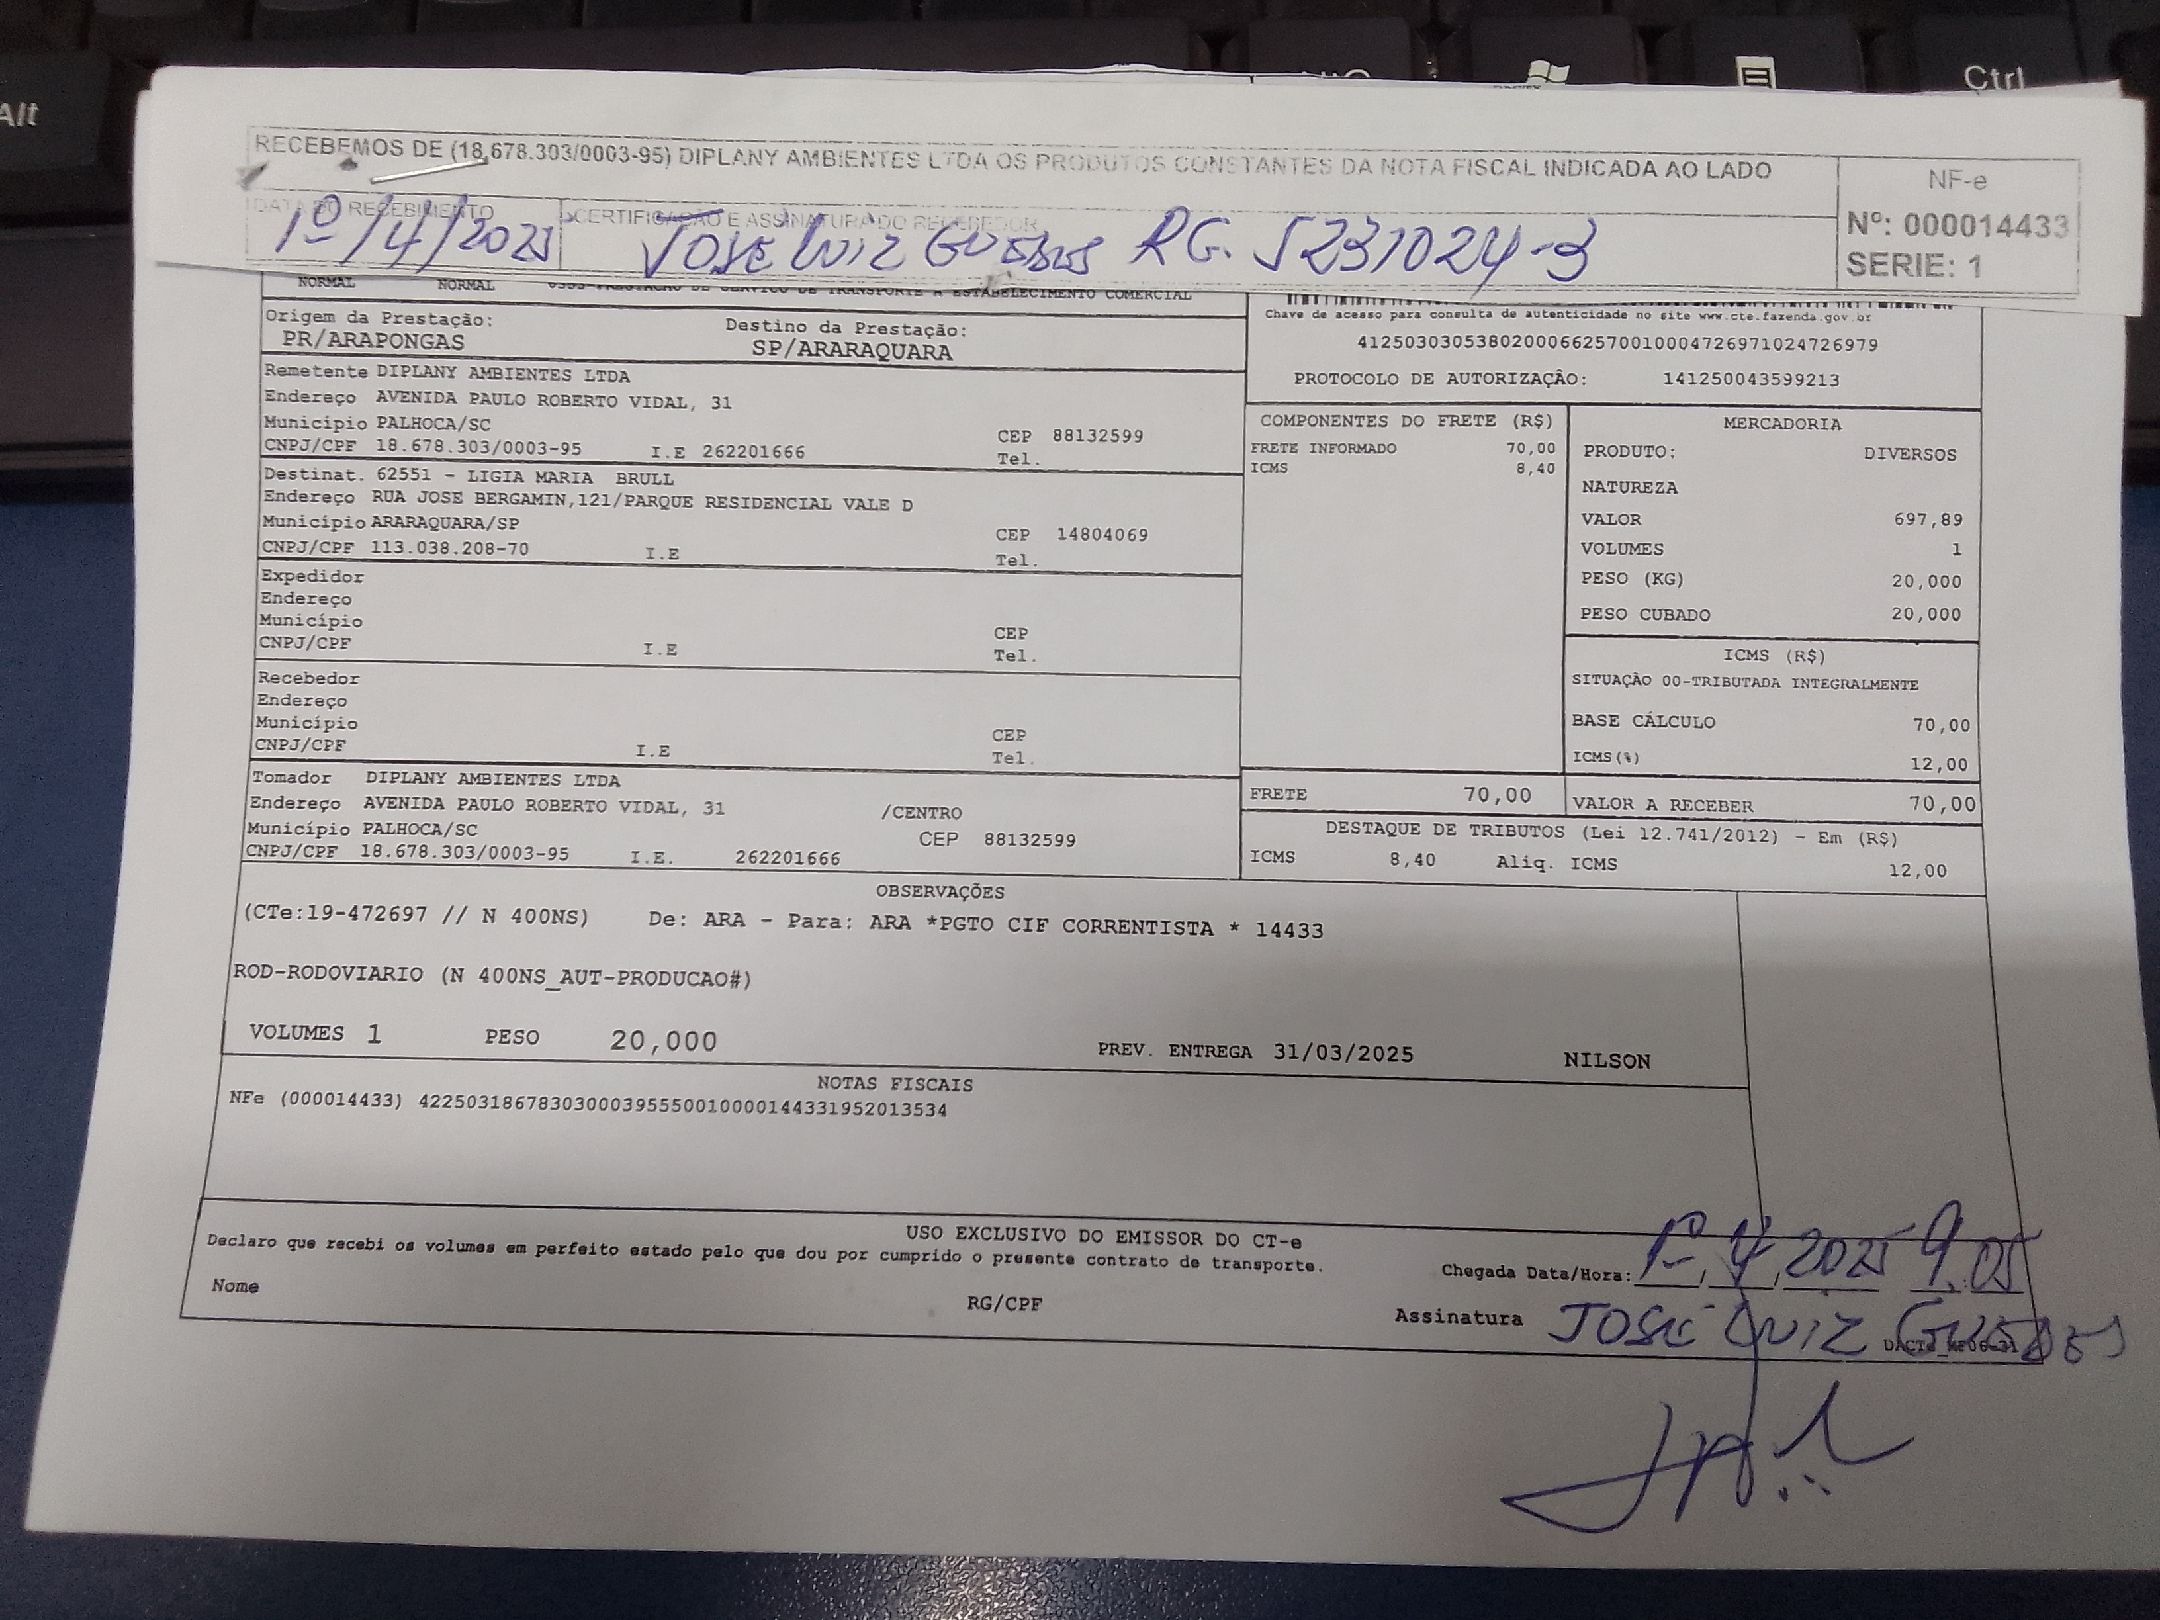 Alt
Ctrl
RECEBEMOS DE (18.678.303/0003-95) DIPLANY AMBIENTES LTDA OS PRODUTOS CONSTANTES DA NOTA FISCAL INDICADA AO LADO
NF-e
Nº: 000014433
SERIE: 1
DATA DO RECEBIMENTO
CERTIFICAÇÃO E ASSINATURA DO RECEBEDOR
1º/4/2025 JOSÉ LUIZ GUEDES RG. 5231024-3
NORMAL NORMAL PRESTACAO DE SERVICO DE TRANSPORTE A ESTABELECIMENTO COMERCIAL
Origem da Prestação: Destino da Prestação:
PR/ARAPONGAS SP/ARARAQUARA
Chave de acesso para consulta de autenticidade no site www.cte.fazenda.gov.br
41250303053802000662570010004726971024726979
PROTOCOLO DE AUTORIZAÇÃO: 141250043599213
Remetente DIPLANY AMBIENTES LTDA
Endereço AVENIDA PAULO ROBERTO VIDAL, 31
Município PALHOCA/SC CEP 88132599
CNPJ/CPF 18.678.303/0003-95 I.E 262201666 Tel.
Destinat. 62551 - LIGIA MARIA BRULL
Endereço RUA JOSE BERGAMIN,121/PARQUE RESIDENCIAL VALE D
Município ARARAQUARA/SP CEP 14804069
CNPJ/CPF 113.038.208-70 I.E Tel.
Expedidor
Endereço
Município CEP
CNPJ/CPF I.E Tel.
Recebedor
Endereço
Município CEP
CNPJ/CPF I.E Tel.
Tomador DIPLANY AMBIENTES LTDA
Endereço AVENIDA PAULO ROBERTO VIDAL, 31 /CENTRO
Município PALHOCA/SC CEP 88132599
CNPJ/CPF 18.678.303/0003-95 I.E. 262201666
COMPONENTES DO FRETE (R$)
FRETE INFORMADO 70,00
ICMS 8,40
MERCADORIA
PRODUTO: DIVERSOS
NATUREZA
VALOR 697,89
VOLUMES 1
PESO (KG) 20,000
PESO CUBADO 20,000
ICMS (R$)
SITUAÇÃO 00-TRIBUTADA INTEGRALMENTE
BASE CÁLCULO 70,00
ICMS(%) 12,00
FRETE 70,00 VALOR A RECEBER 70,00
DESTAQUE DE TRIBUTOS (Lei 12.741/2012) - Em (R$)
ICMS 8,40 Aliq. ICMS 12,00
OBSERVAÇÕES
(CTe:19-472697 // N 400NS) De: ARA - Para: ARA *PGTO CIF CORRENTISTA * 14433
ROD-RODOVIARIO (N 400NS_AUT-PRODUCAO#)
VOLUMES 1 PESO 20,000 PREV. ENTREGA 31/03/2025 NILSON
NOTAS FISCAIS
NFe (000014433) 42250318678303000395550010000144331952013534
USO EXCLUSIVO DO EMISSOR DO CT-e
Declaro que recebi os volumes em perfeito estado pelo que dou por cumprido o presente contrato de transporte.
Chegada Data/Hora: 1º, 4, 2025 9:05
Nome RG/CPF Assinatura JOSÉ LUIZ GUEDES